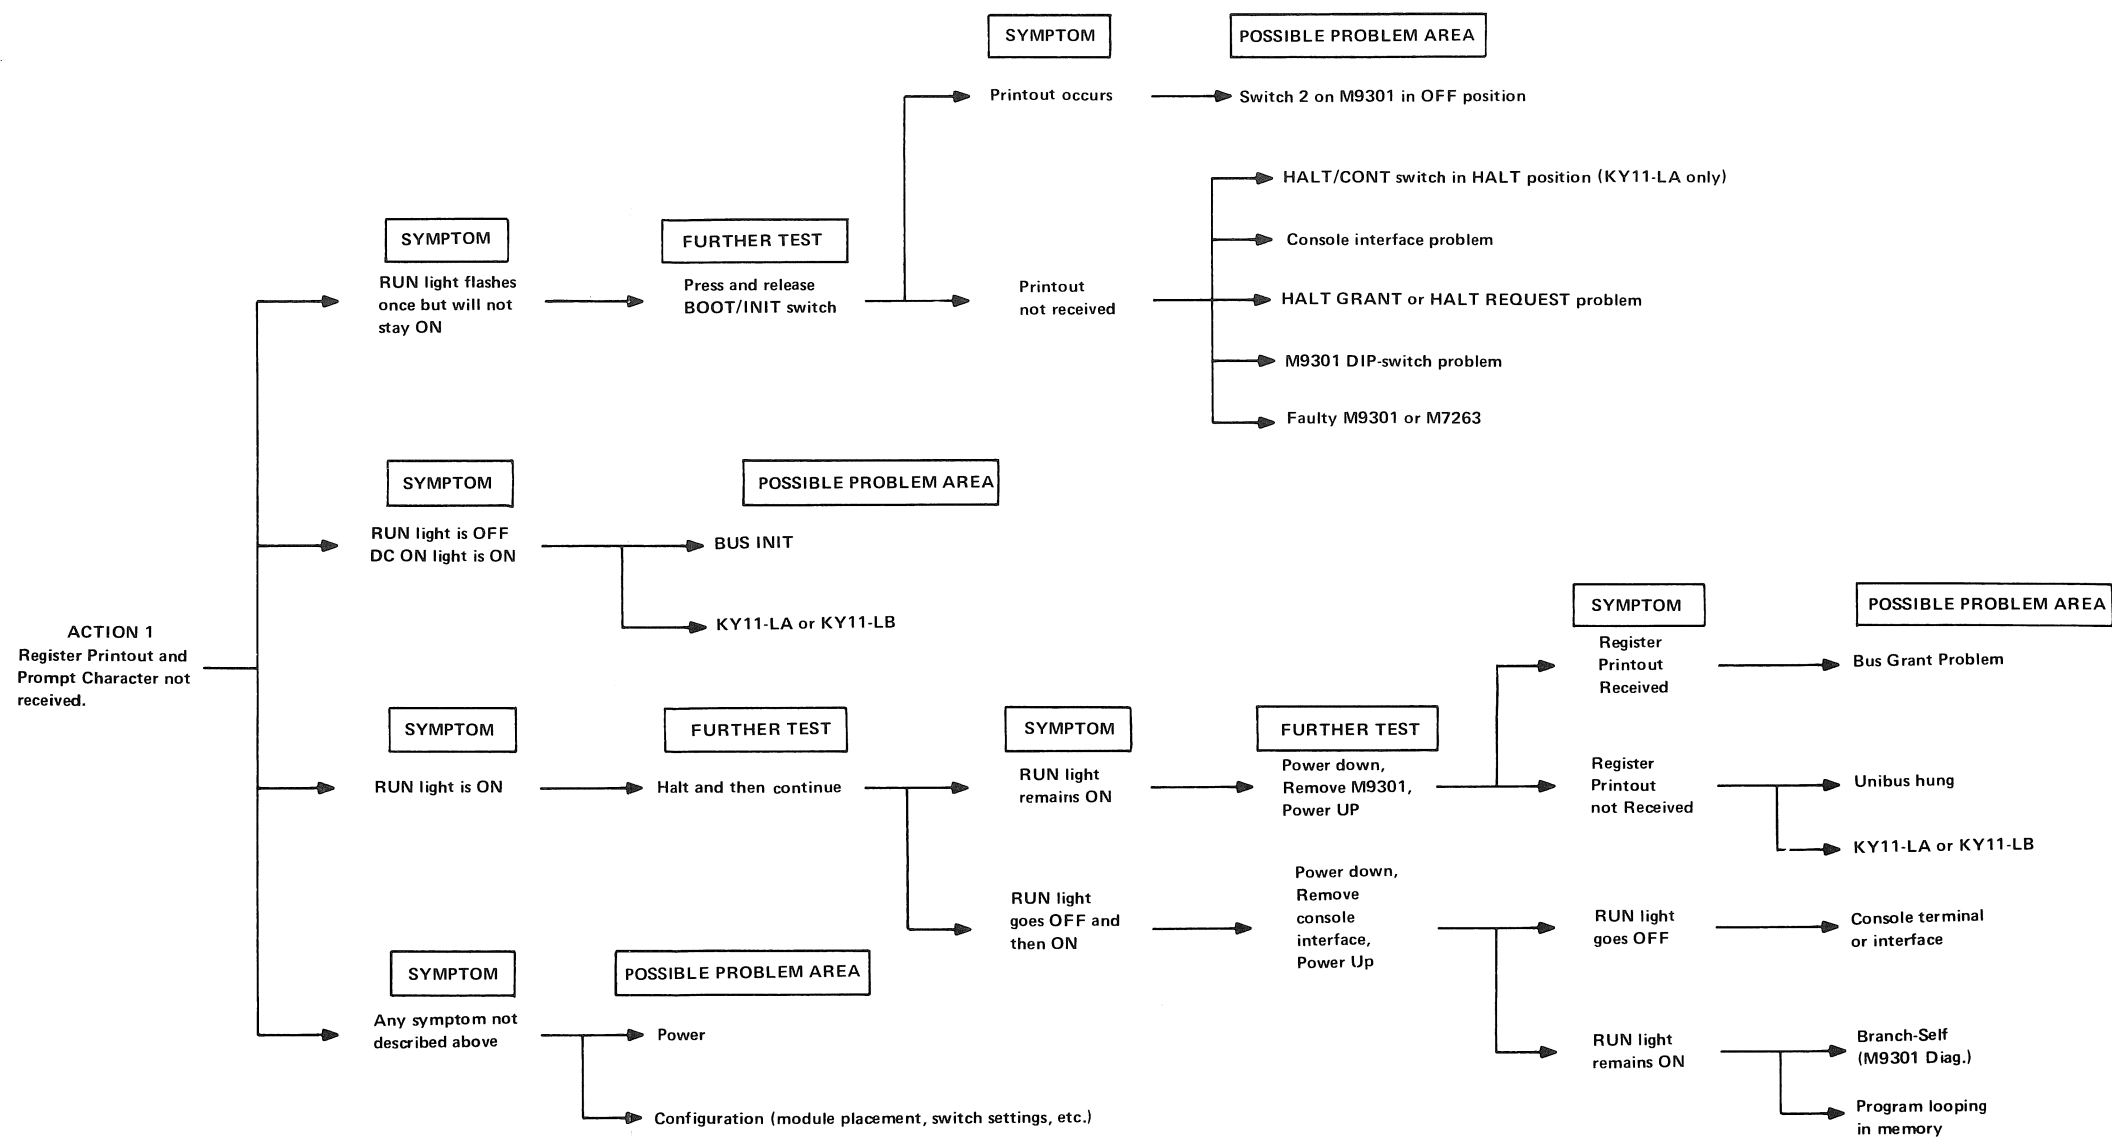 SYMPTOM
POSSIBLE PROBLEM AREA
Printout occurs
Switch 2 on M9301 in OFF position
HALT/CONT switch in HALT position (KY11-LA only)
SYMPTOM
FURTHER TEST
Console interface problem
RUN light flashes
once but will not
stay ON
Press and release
BOOT/INIT switch
Printout
not received
HALT GRANT or HALT REQUEST problem
M9301 DIP-switch problem
Faulty M9301 or M7263
SYMPTOM
POSSIBLE PROBLEM AREA
RUN light is OFF
DC ON light is ON
BUS INIT
KY11-LA or KY11-LB
ACTION 1
Register Printout and
Prompt Character not
received.
SYMPTOM
POSSIBLE PROBLEM AREA
Register
Printout
Received
Bus Grant Problem
SYMPTOM
FURTHER TEST
SYMPTOM
FURTHER TEST
RUN light is ON
Halt and then continue
RUN light
remains ON
Power down,
Remove M9301,
Power UP
Register
Printout
not Received
Unibus hung
KY11-LA or KY11-LB
RUN light
goes OFF and
then ON
Power down,
Remove
console
interface,
Power Up
RUN light
goes OFF
Console terminal
or interface
SYMPTOM
POSSIBLE PROBLEM AREA
Any symptom not
described above
Power
Configuration (module placement, switch settings, etc.)
RUN light
remains ON
Branch-Self
(M9301 Diag.)
Program looping
in memory